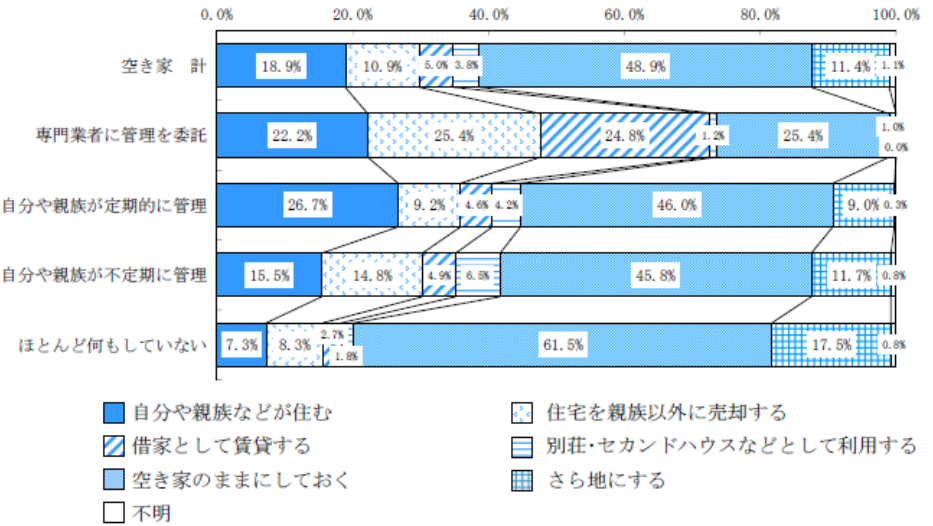 0.0% 20.0% 40.0% 60.0% 80.0% 100.0%
空き家　計 18.9% 10.9% 5.0% 3.8% 48.9% 11.4% 1.1%
専門業者に管理を委託 22.2% 25.4% 24.8% 1.2% 25.4% 1.0% 0.0%
自分や親族が定期的に管理 26.7% 9.2% 4.6% 4.2% 46.0% 9.0% 0.3%
自分や親族が不定期に管理 15.5% 14.8% 4.9% 6.5% 45.8% 11.7% 0.8%
ほとんど何もしていない 7.3% 8.3% 2.7% 1.8% 61.5% 17.5% 0.8%
自分や親族などが住む 住宅を親族以外に売却する
借家として賃貸する 別荘･セカンドハウスなどとして利用する
空き家のままにしておく さら地にする
不明